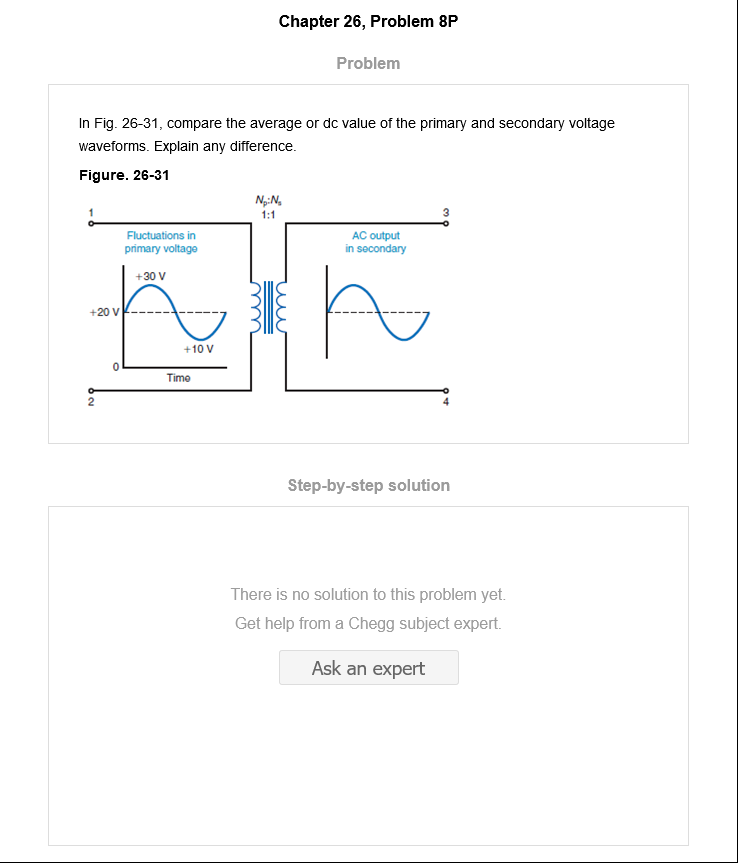 Chapter 26, Problem 8P
Problem
In Fig. 26-31, compare the average or dc value of the primary and secondary voltage
waveforms. Explain any difference.
Figure. 26-31
Np:Ns
1:1
1
3
Fluctuations in
primary voltage
AC output
in secondary
+30 V
+20 V
+10 V
0
Time
2
4
Step-by-step solution
There is no solution to this problem yet.
Get help from a Chegg subject expert.
Ask an expert